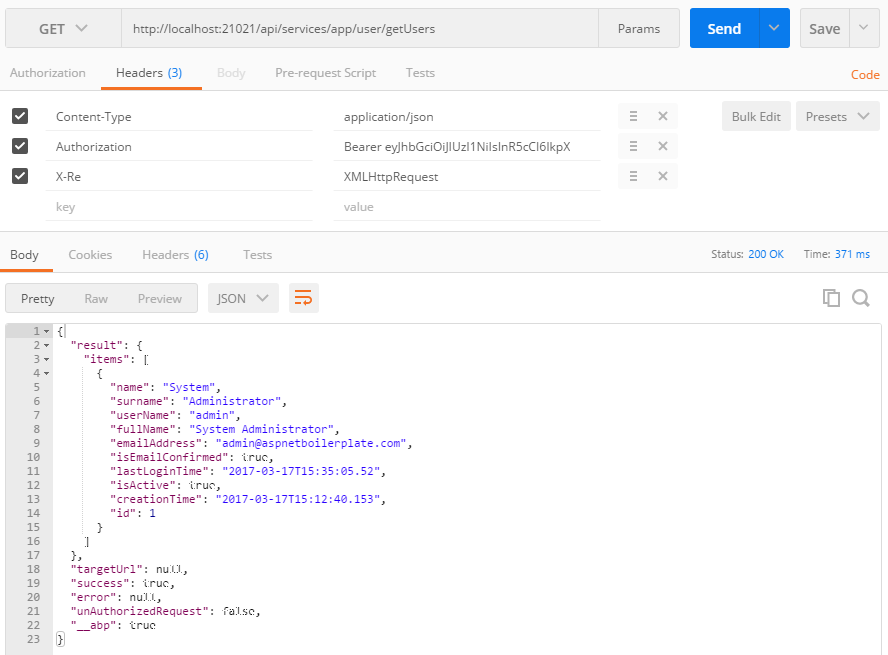 GET http://localhost:21021/api/services/app/user/getUsers Params Send Save
Authorization Headers (3) Body Pre-request Script Tests Code
Content-Type application/json Bulk Edit Presets
Authorization Bearer eyJhbGciOiJIUzI1NiIsInR5cCI6IkpX
X-Re XMLHttpRequest
key value
Body Cookies Headers (6) Tests Status: 200 OK Time: 371 ms
Pretty Raw Preview JSON
1 {
2 "result": {
3 "items": [
4 {
5 "name": "System",
6 "surname": "Administrator",
7 "userName": "admin",
8 "fullName": "System Administrator",
9 "emailAddress": "admin@aspnetboilerplate.com",
10 "isEmailConfirmed": true,
11 "lastLoginTime": "2017-03-17T15:35:05.52",
12 "isActive": true,
13 "creationTime": "2017-03-17T15:12:40.153",
14 "id": 1
15 }
16 ]
17 },
18 "targetUrl": null,
19 "success": true,
20 "error": null,
21 "unAuthorizedRequest": false,
22 "__abp": true
23 }